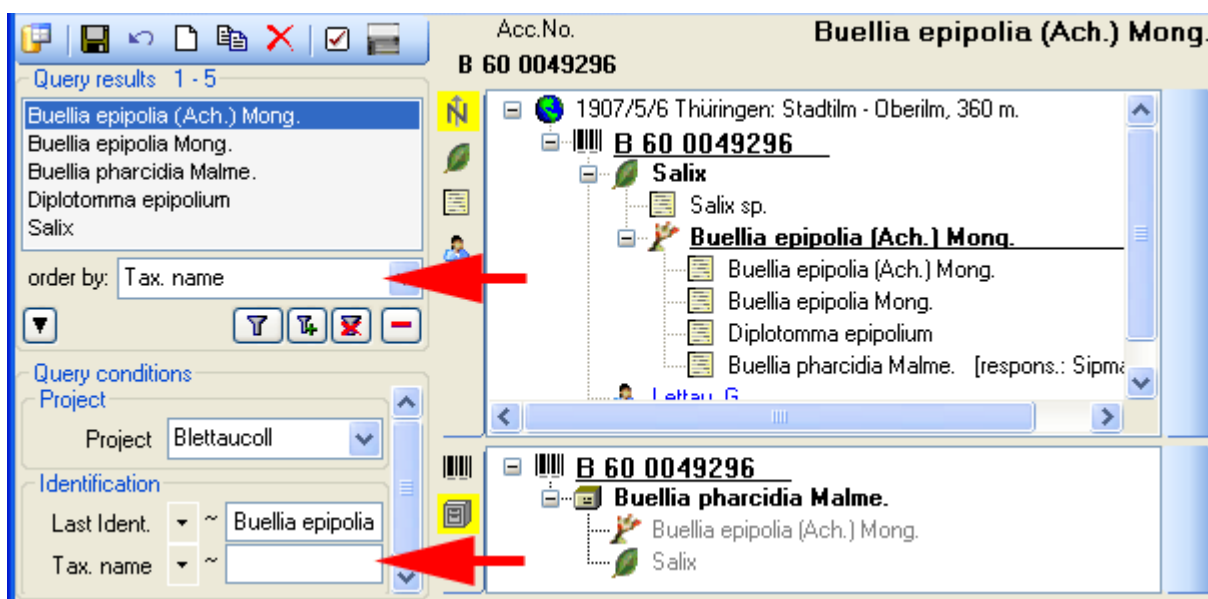 Acc.No.
Buellia epipolia (Ach.) Mong.
B 60 0049296
Query results 1 - 5
Buellia epipolia (Ach.) Mong.
Buellia epipolia Mong.
Buellia pharcidia Malme.
Diplotomma epipolium
Salix
order by: Tax. name
Query conditions
Project
Project Blettaucoll
Identification
Last Ident. ~ Buellia epipolia
Tax. name ~
N
1907/5/6 Thüringen: Stadtilm - Oberilm, 360 m.
B 60 0049296
Salix
Salix sp.
Buellia epipolia (Ach.) Mong.
Buellia epipolia (Ach.) Mong.
Buellia epipolia Mong.
Diplotomma epipolium
Buellia pharcidia Malme. [respons.: Sipma
Lettau, G.
B 60 0049296
Buellia pharcidia Malme.
Buellia epipolia (Ach.) Mong.
Salix